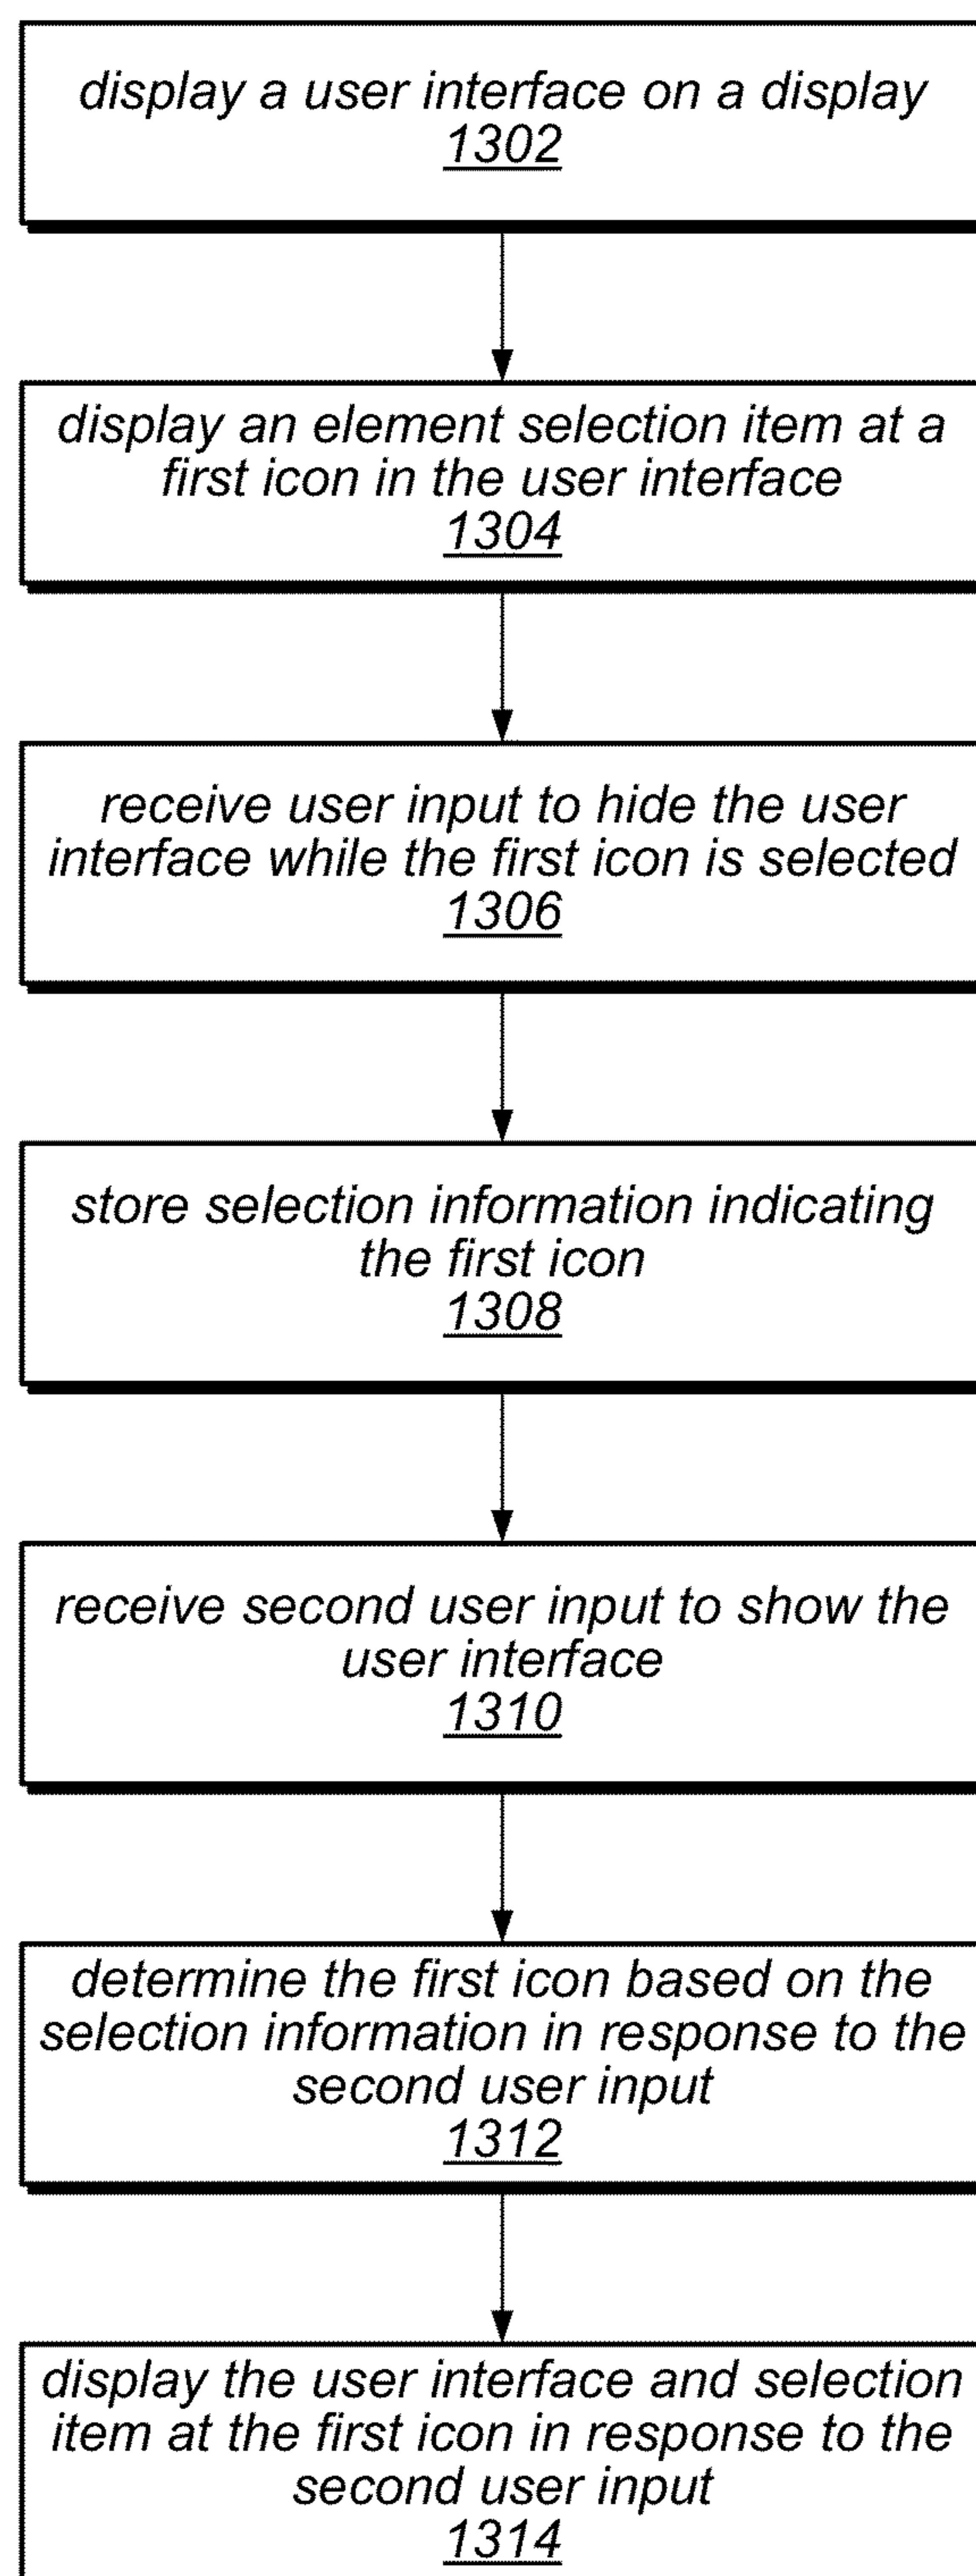 display a user interface on a display
1302
display an element selection item at a
first icon in the user interface
1304
receive user input to hide the user
interface while the first icon is selected
1306
store selection information indicating
the first icon
1308
receive second user input to show the
user interface
1310
determine the first icon based on the
selection information in response to the
second user input
1312
display the user interface and selection
item at the first icon in response to the
second user input
1314